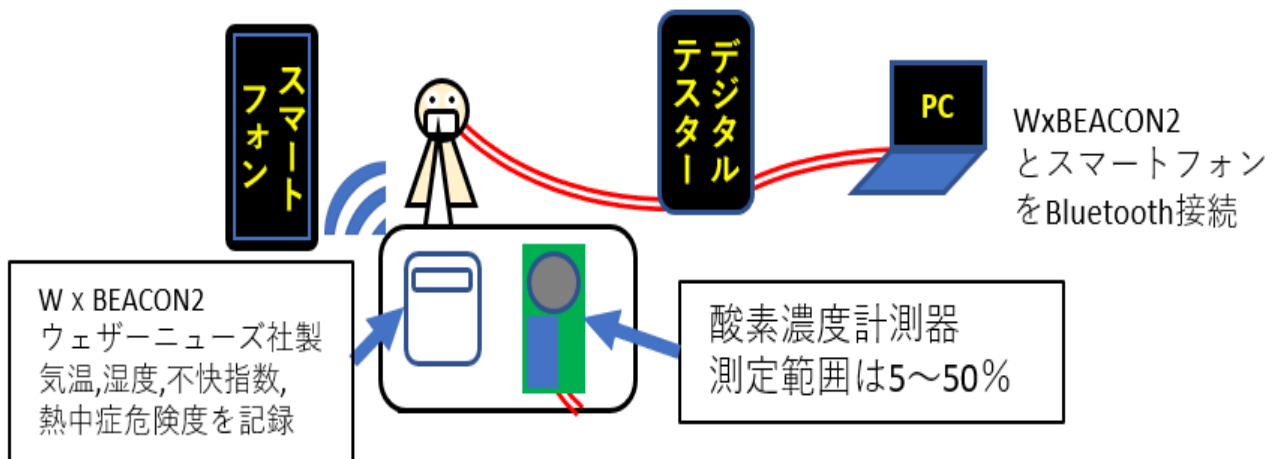 スマート
フォン
デジタル
テスター
PC
WxBEACON2
とスマートフォン
をBluetooth接続
W x BEACON2
ウェザーニューズ社製
気温,湿度,不快指数,
熱中症危険度を記録
酸素濃度計測器
測定範囲は5～50％